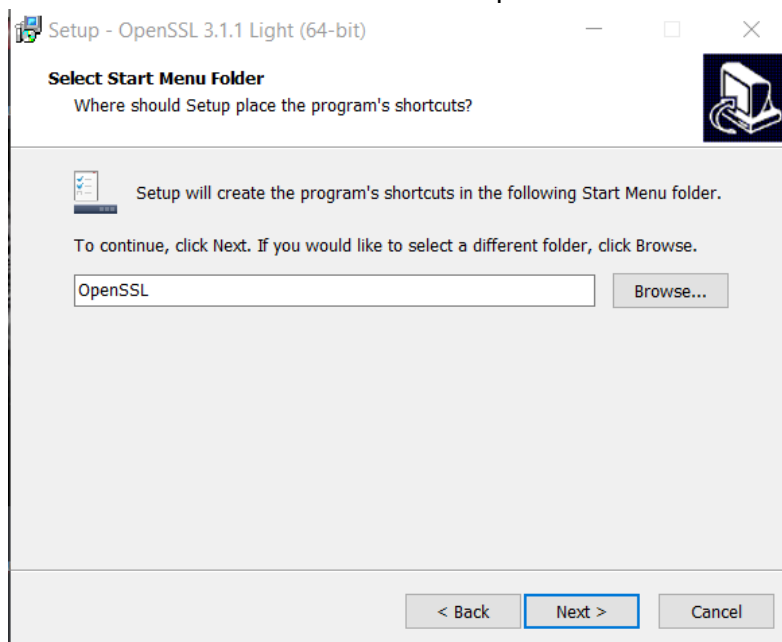 Setup - OpenSSL 3.1.1 Light (64-bit)
Select Start Menu Folder
Where should Setup place the program's shortcuts?
Setup will create the program's shortcuts in the following Start Menu folder.
To continue, click Next. If you would like to select a different folder, click Browse.
OpenSSL
Browse...
< Back
Next >
Cancel